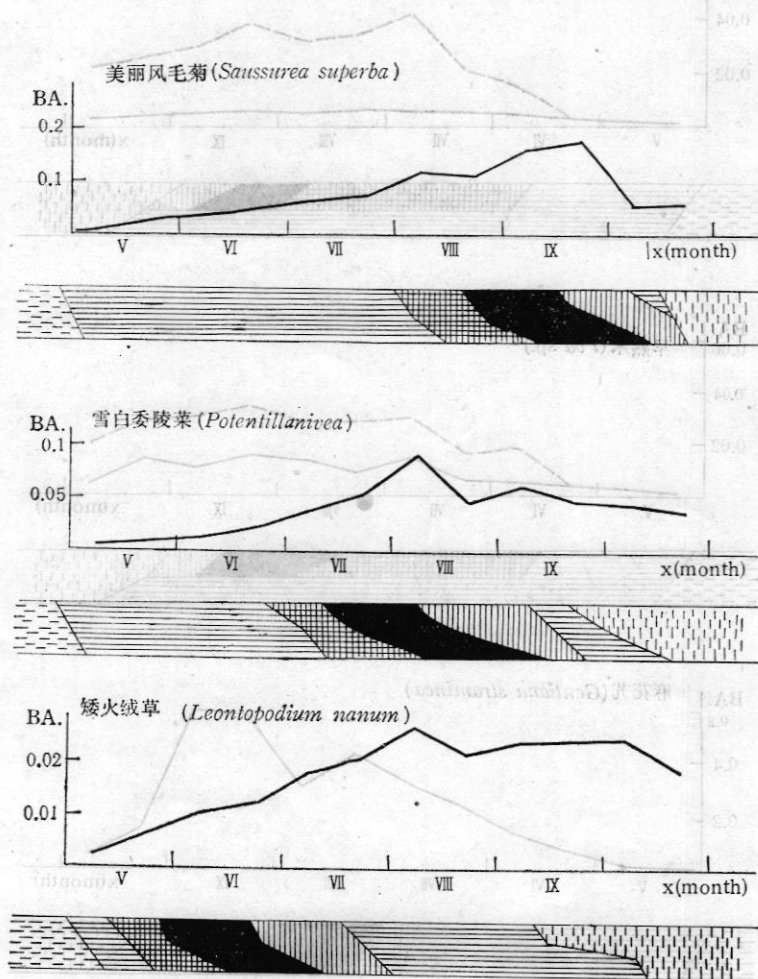 美丽风毛菊(Saussurea superba)
BA.
0.2
0.1
V VI VII VIII IX x(month)
雪白委陵菜(Potentillanivea)
BA.
0.1
0.05
V VI VII VIII IX x(month)
矮火绒草 (Leontopodium nanum)
BA.
0.02
0.01
V VI VII VIII IX x(month)